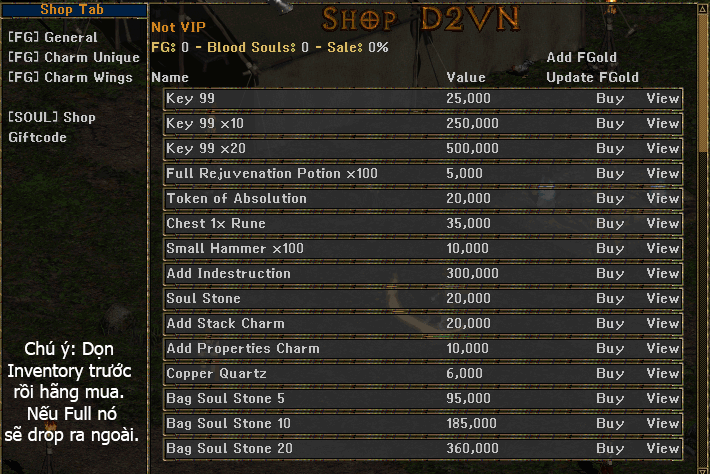 Shop Tab
[FG] General
[FG] Charm Unique
[FG] Charm Wings
[SOUL] Shop
Giftcode
Chú ý: Dọn
Inventory trước
rồi hãng mua.
Nếu Full nó
sẽ drop ra ngoài.
Shop D2VN
Not VIP
FG: 0 - Blood Souls: 0 - Sale: 0%
Add FGold
Name Value Update FGold
Key 99 25,000 Buy View
Key 99 x10 250,000 Buy View
Key 99 x20 500,000 Buy View
Full Rejuvenation Potion x100 5,000 Buy View
Token of Absolution 20,000 Buy View
Chest 1x Rune 35,000 Buy View
Small Hammer x100 10,000 Buy View
Add Indestruction 300,000 Buy View
Soul Stone 20,000 Buy View
Add Stack Charm 20,000 Buy View
Add Properties Charm 10,000 Buy View
Copper Quartz 6,000 Buy View
Bag Soul Stone 5 95,000 Buy View
Bag Soul Stone 10 185,000 Buy View
Bag Soul Stone 20 360,000 Buy View